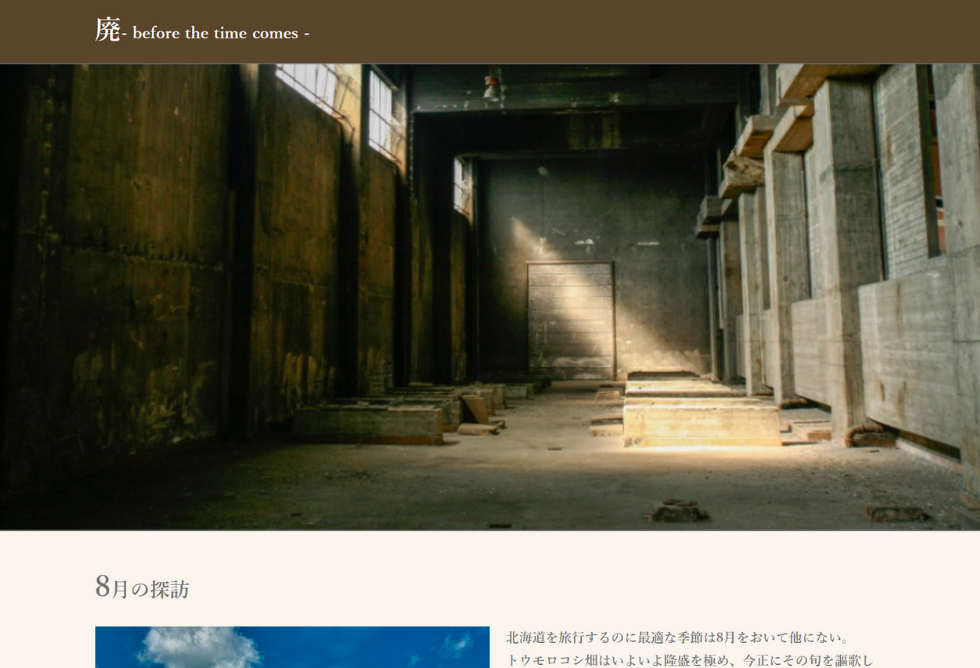 廃- before the time comes -
8月の探訪
北海道を旅行するのに最適な季節は8月をおいて他にない。
トウモロコシ畑はいよいよ隆盛を極め、今正にその旬を謳歌し